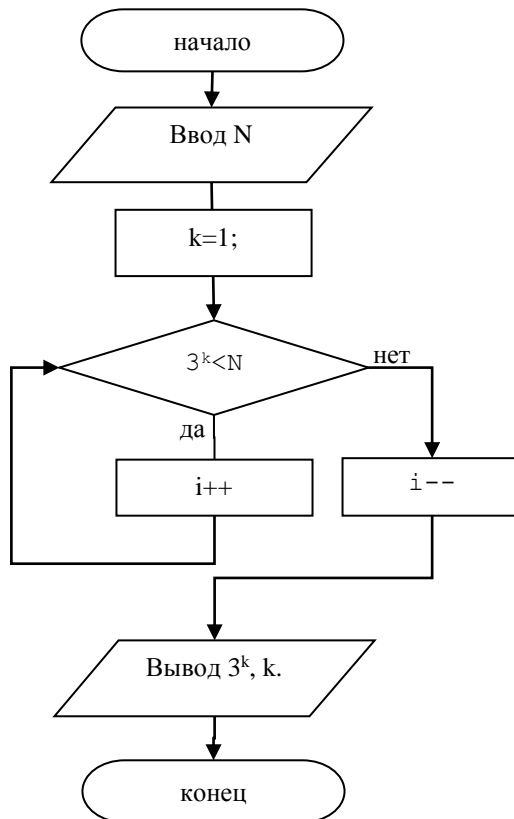 начало
Ввод N
k=1;
3ᵏ<N
нет
да
i++
i--
Вывод 3ᵏ, k.
конец